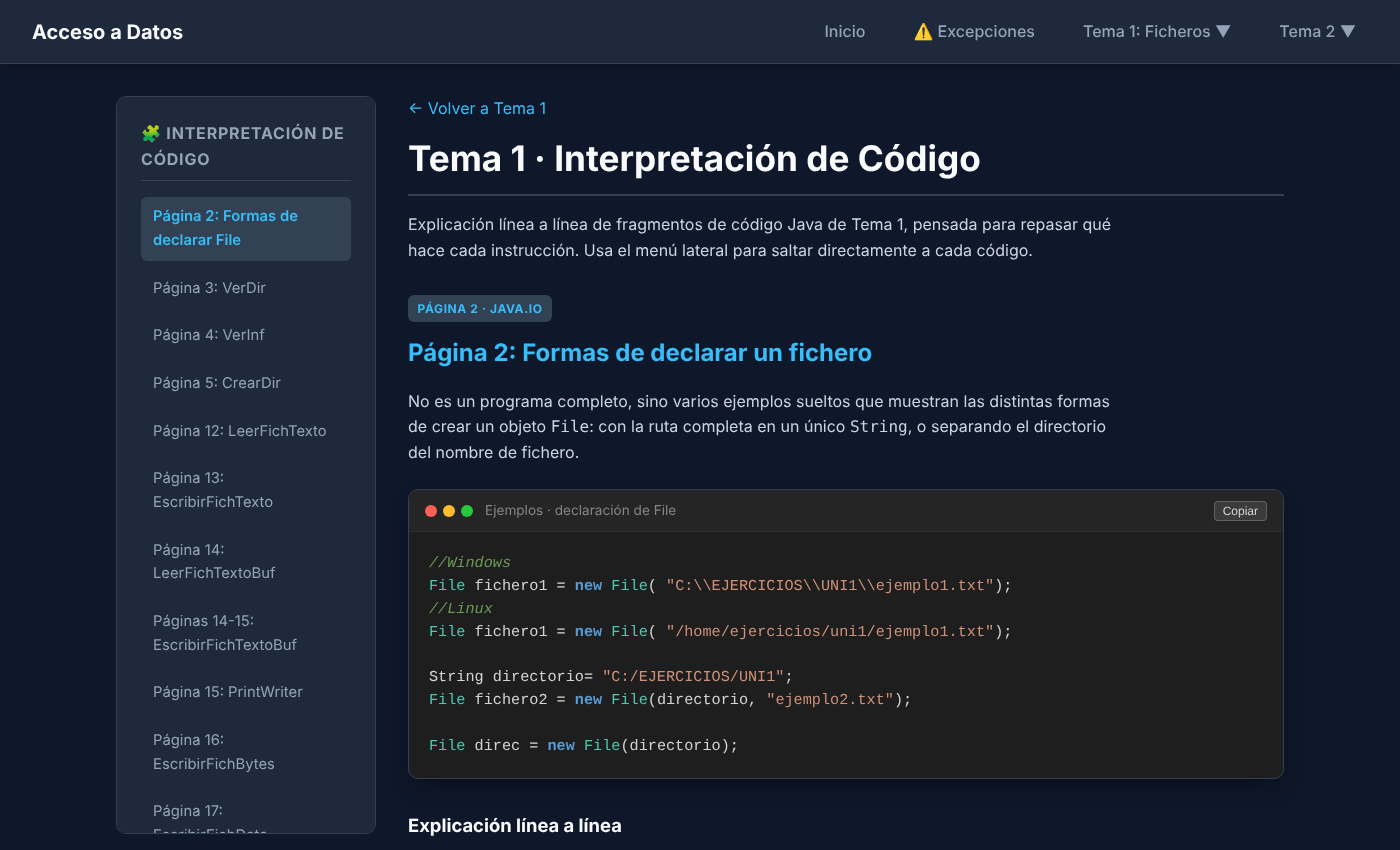 Acceso a Datos
Inicio
⚠️ Excepciones
Tema 1: Ficheros ▼
Tema 2 ▼
🧩 INTERPRETACIÓN DE
CÓDIGO
Página 2: Formas de
declarar File
Página 3: VerDir
Página 4: VerInf
Página 5: CrearDir
Página 12: LeerFichTexto
Página 13:
EscribirFichTexto
Página 14:
LeerFichTextoBuf
Páginas 14-15:
EscribirFichTextoBuf
Página 15: PrintWriter
Página 16:
EscribirFichBytes
Página 17:
← Volver a Tema 1
Tema 1 · Interpretación de Código
Explicación línea a línea de fragmentos de código Java de Tema 1, pensada para repasar qué
hace cada instrucción. Usa el menú lateral para saltar directamente a cada código.
PÁGINA 2 · JAVA.IO
Página 2: Formas de declarar un fichero
No es un programa completo, sino varios ejemplos sueltos que muestran las distintas formas
de crear un objeto File: con la ruta completa en un único String, o separando el directorio
del nombre de fichero.
Ejemplos · declaración de File
Copiar
//Windows
File fichero1 = new File( "C:\\EJERCICIOS\\UNI1\\ejemplo1.txt");
//Linux
File fichero1 = new File( "/home/ejercicios/uni1/ejemplo1.txt");
String directorio= "C:/EJERCICIOS/UNI1";
File fichero2 = new File(directorio, "ejemplo2.txt");
File direc = new File(directorio);
Explicación línea a línea